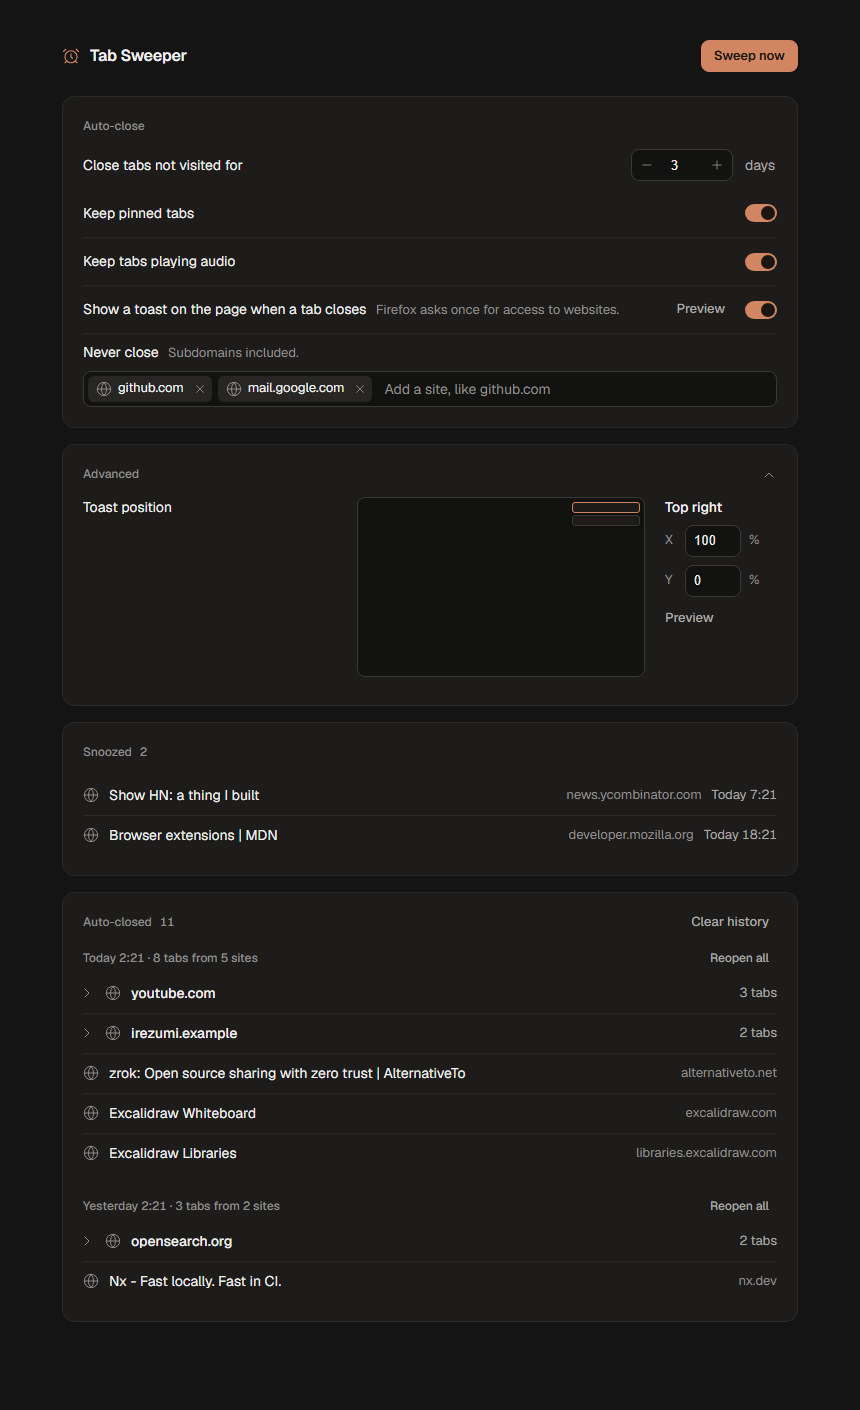 Tab Sweeper
Sweep now
Auto-close
Close tabs not visited for
3
days
Keep pinned tabs
Keep tabs playing audio
Show a toast on the page when a tab closes Firefox asks once for access to websites. Preview
Never close Subdomains included.
github.com mail.google.com Add a site, like github.com
Advanced
Toast position
Top right
X 100 %
Y 0 %
Preview
Snoozed 2
Show HN: a thing I built news.ycombinator.com Today 7:21
Browser extensions | MDN developer.mozilla.org Today 18:21
Auto-closed 11 Clear history
Today 2:21 · 8 tabs from 5 sites Reopen all
youtube.com 3 tabs
irezumi.example 2 tabs
zrok: Open source sharing with zero trust | AlternativeTo alternativeto.net
Excalidraw Whiteboard excalidraw.com
Excalidraw Libraries libraries.excalidraw.com
Yesterday 2:21 · 3 tabs from 2 sites Reopen all
opensearch.org 2 tabs
Nx - Fast locally. Fast in CI. nx.dev